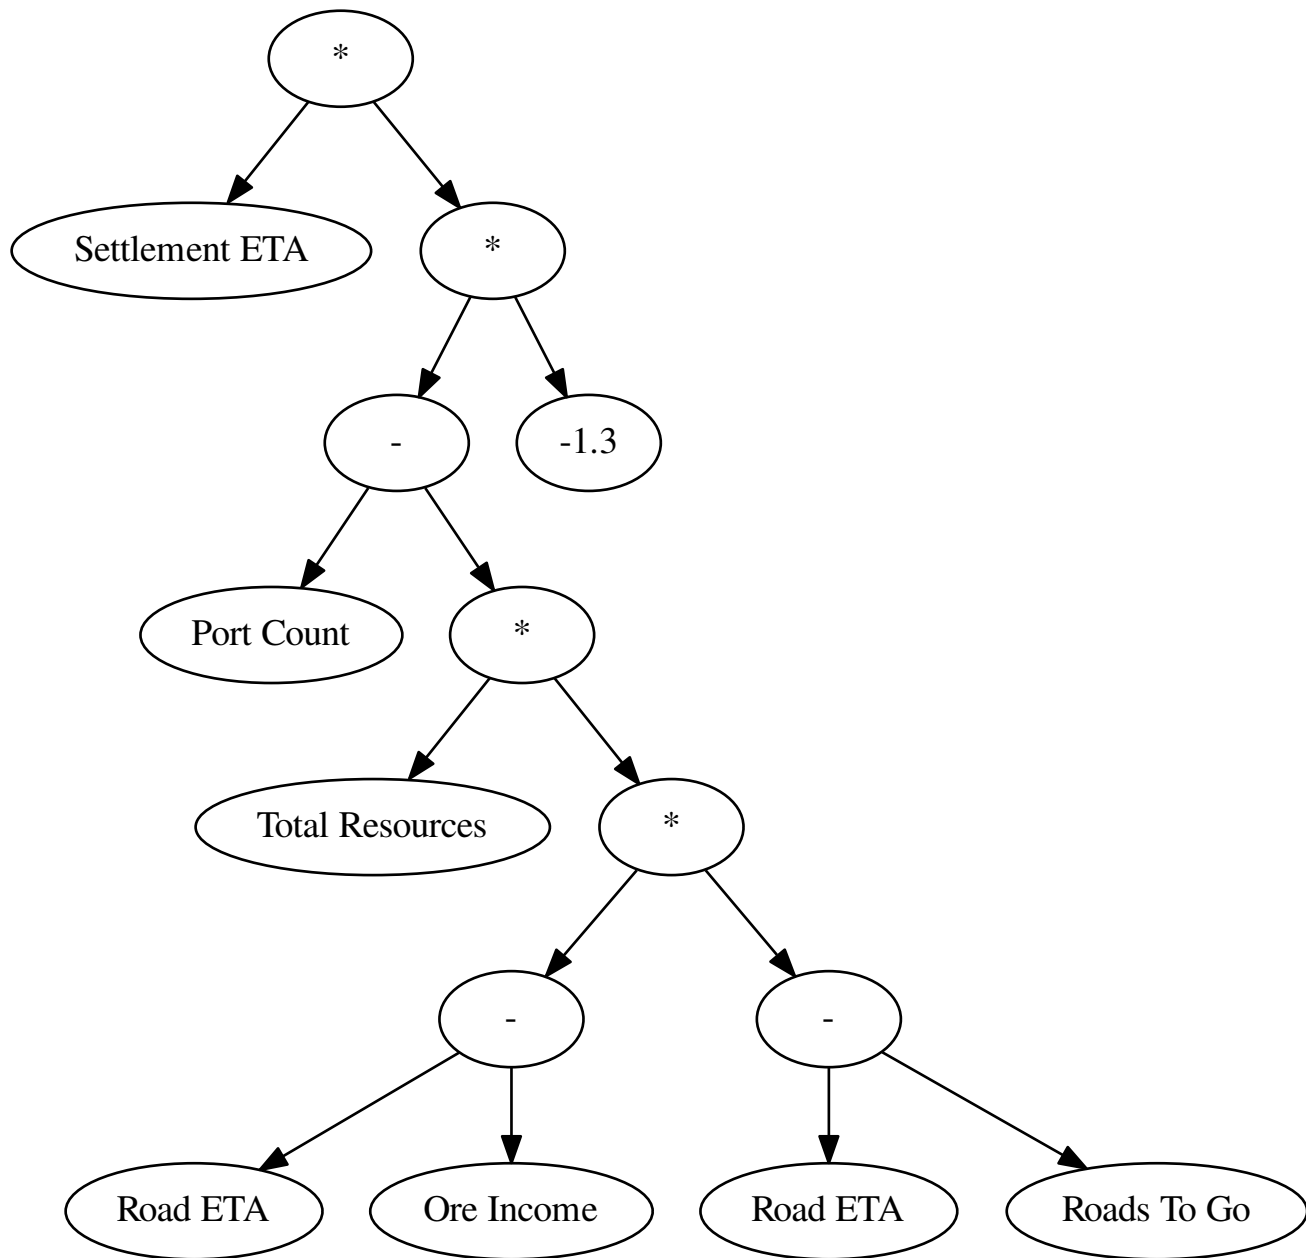 *
Settlement ETA
*
-
-1.3
Port Count
*
Total Resources
*
-
-
Road ETA
Ore Income
Road ETA
Roads To Go